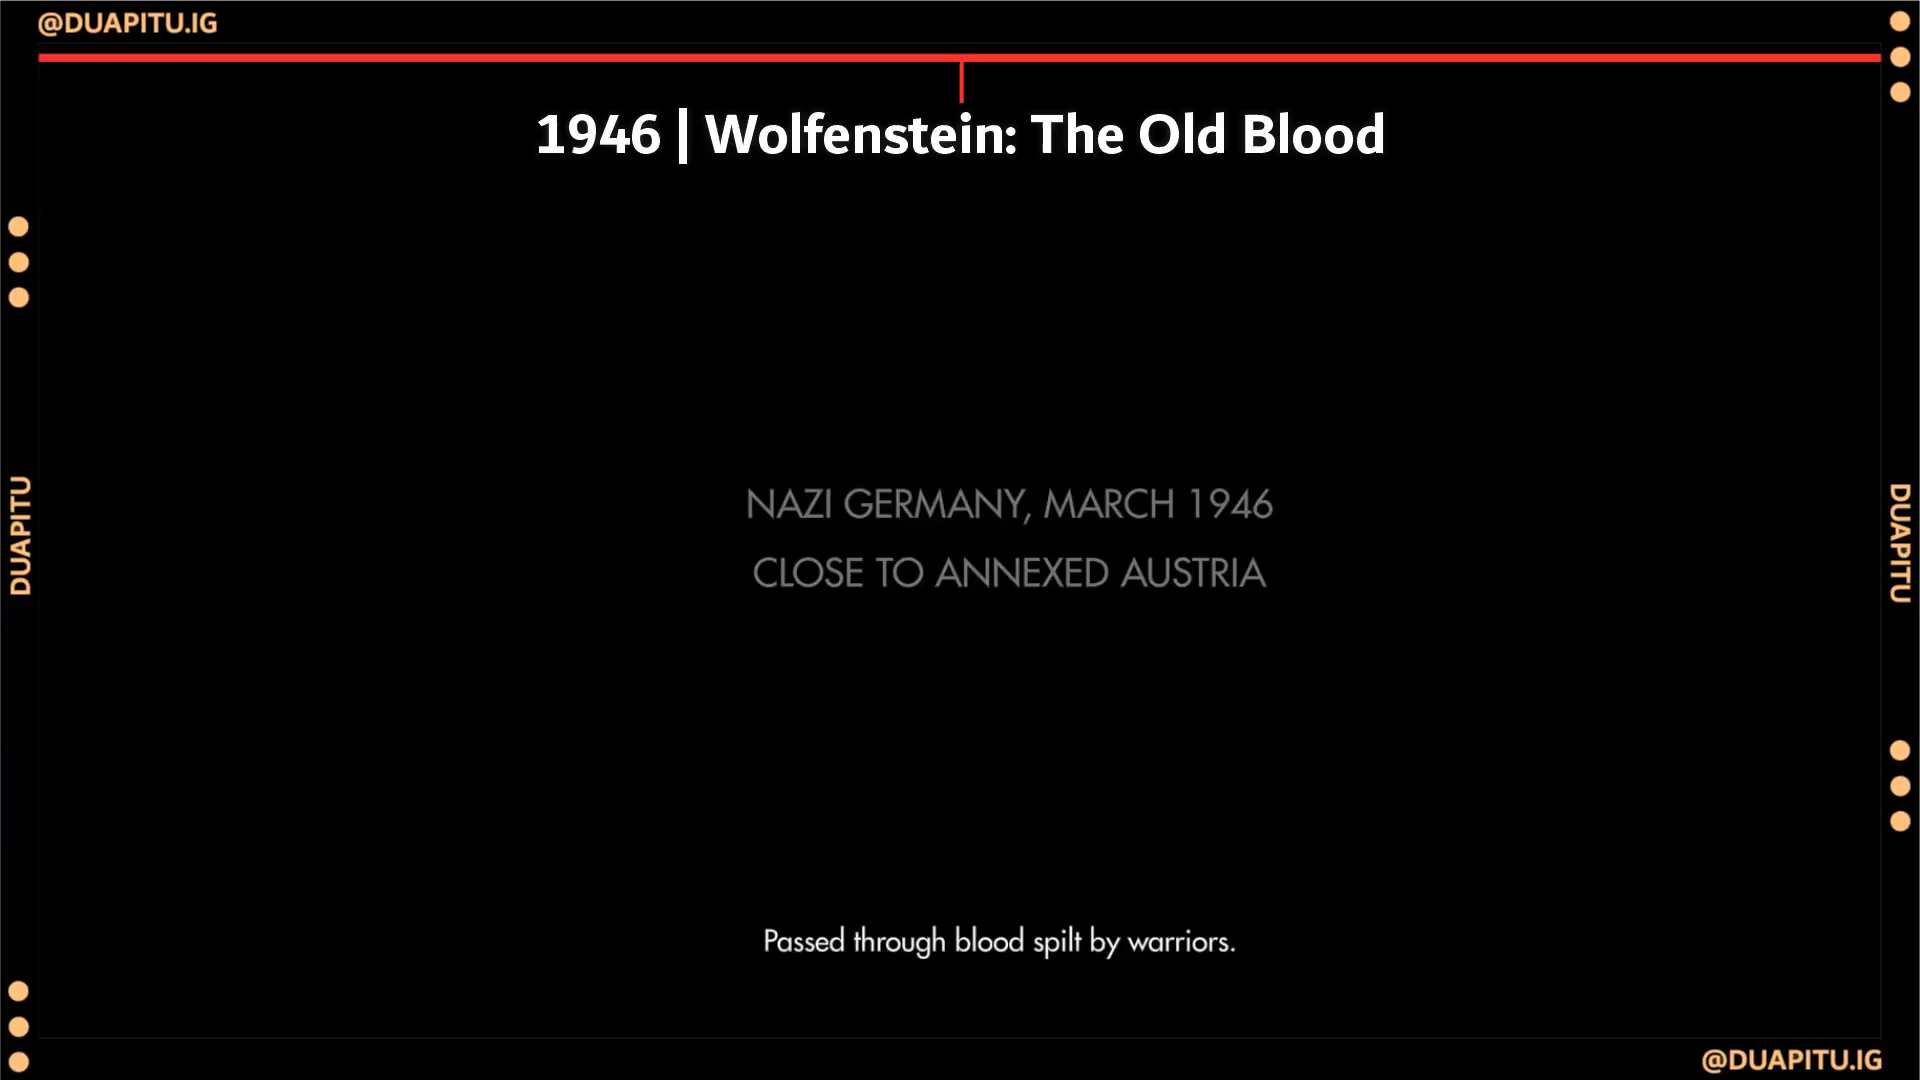 @DUAPITU.IG
1946 | Wolfenstein: The Old Blood
DUAPITU
DUAPITU
NAZI GERMANY, MARCH 1946
CLOSE TO ANNEXED AUSTRIA
Passed through blood spilt by warriors.
@DUAPITU.IG